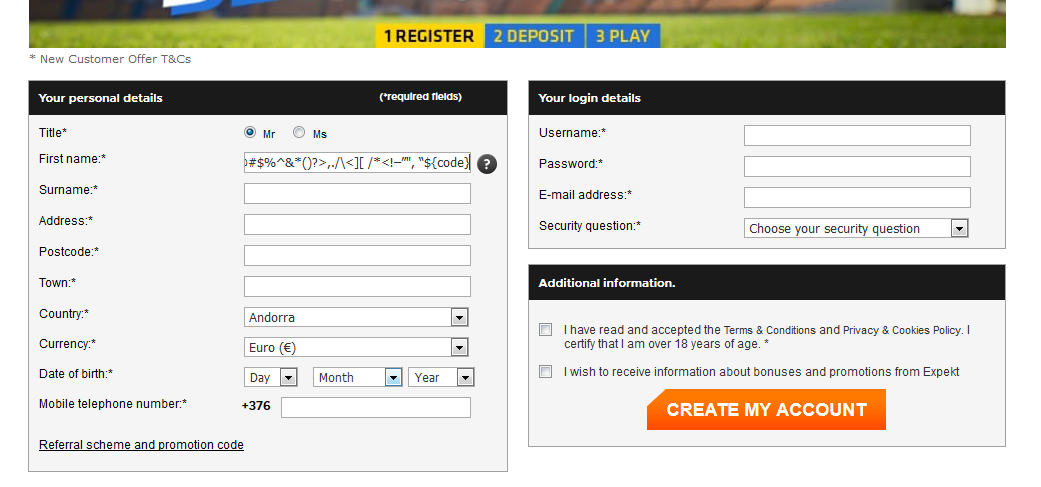 1 REGISTER 2 DEPOSIT 3 PLAY
* New Customer Offer T&Cs
Your personal details (*required fields)
Title* Mr Ms
First name:* #$%^&*()?>,./\<][ /*<!–"", "${code} ?
Surname:*
Address:*
Postcode:*
Town:*
Country:* Andorra
Currency:* Euro (€)
Date of birth:* Day Month Year
Mobile telephone number:* +376
Referral scheme and promotion code
Your login details
Username:*
Password:*
E-mail address:*
Security question:* Choose your security question
Additional information.
I have read and accepted the Terms & Conditions and Privacy & Cookies Policy. I
certify that I am over 18 years of age. *
I wish to receive information about bonuses and promotions from Expekt
CREATE MY ACCOUNT